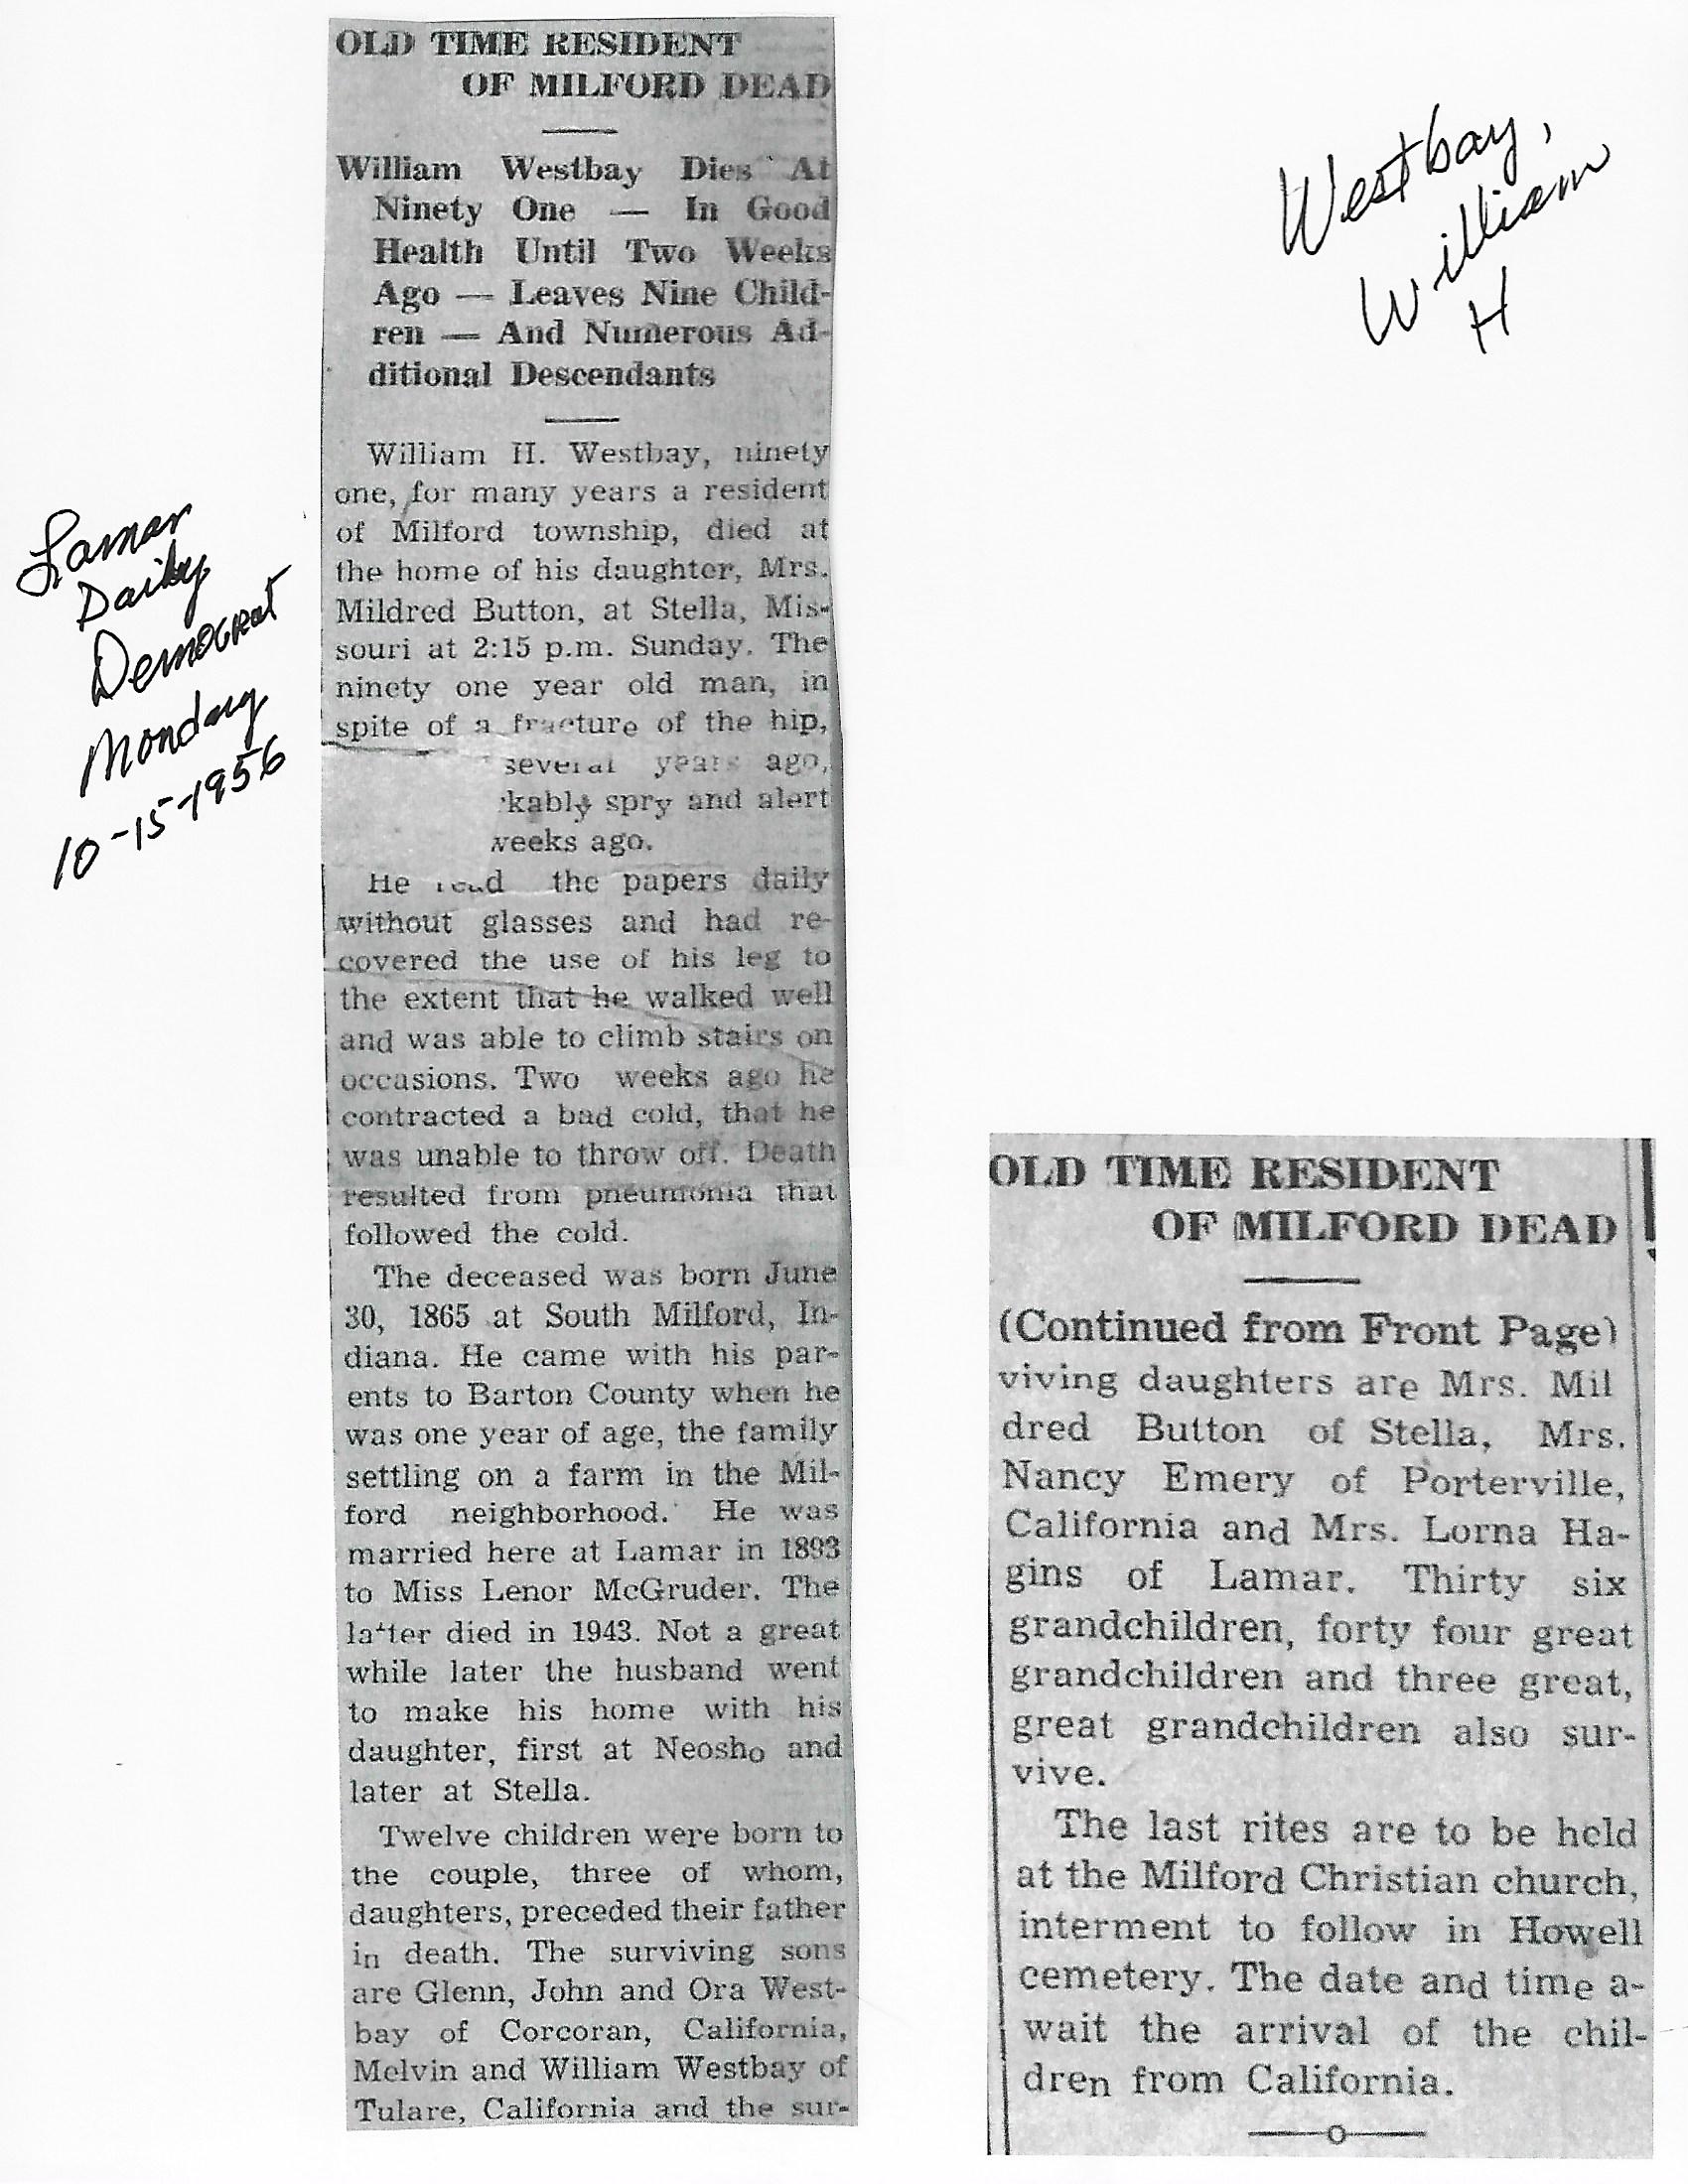 OLD TIME RESIDENT
OF MILFORD DEAD
William Westbay Dies At
Ninety One — In Good
Health Until Two Weeks
Ago — Leaves Nine Child-
ren — And Numerous Ad-
ditional Descendants
William H. Westbay, ninety
one, for many years a resident
of Milford township, died at
the home of his daughter, Mrs.
Mildred Button, at Stella, Mis-
souri at 2:15 p.m. Sunday. The
ninety one year old man, in
spite of a fracture of the hip,
several years ago,
kably spry and alert
weeks ago.
He read the papers daily
without glasses and had re-
covered the use of his leg to
the extent that he walked well
and was able to climb stairs on
occasions. Two weeks ago he
contracted a bad cold, that he
was unable to throw off. Death
resulted from pneumonia that
followed the cold.
The deceased was born June
30, 1865 at South Milford, In-
diana. He came with his par-
ents to Barton County when he
was one year of age, the family
settling on a farm in the Mil-
ford neighborhood. He was
married here at Lamar in 1893
to Miss Lenor McGruder. The
latter died in 1943. Not a great
while later the husband went
to make his home with his
daughter, first at Neosho and
later at Stella.
Twelve children were born to
the couple, three of whom,
daughters, preceded their father
in death. The surviving sons
are Glenn, John and Ora West-
bay of Corcoran, California,
Melvin and William Westbay of
Tulare, California and the sur-
Lamar
Daily
Democrat
Monday
10-15-1956
Westbay,
William
H
OLD TIME RESIDENT
OF MILFORD DEAD
(Continued from Front Page)
viving daughters are Mrs. Mil
dred Button of Stella, Mrs.
Nancy Emery of Porterville,
California and Mrs. Lorna Ha-
gins of Lamar. Thirty six
grandchildren, forty four great
grandchildren and three great,
great grandchildren also sur-
vive.
The last rites are to be held
at the Milford Christian church,
interment to follow in Howell
cemetery. The date and time a-
wait the arrival of the chil-
dren from California.